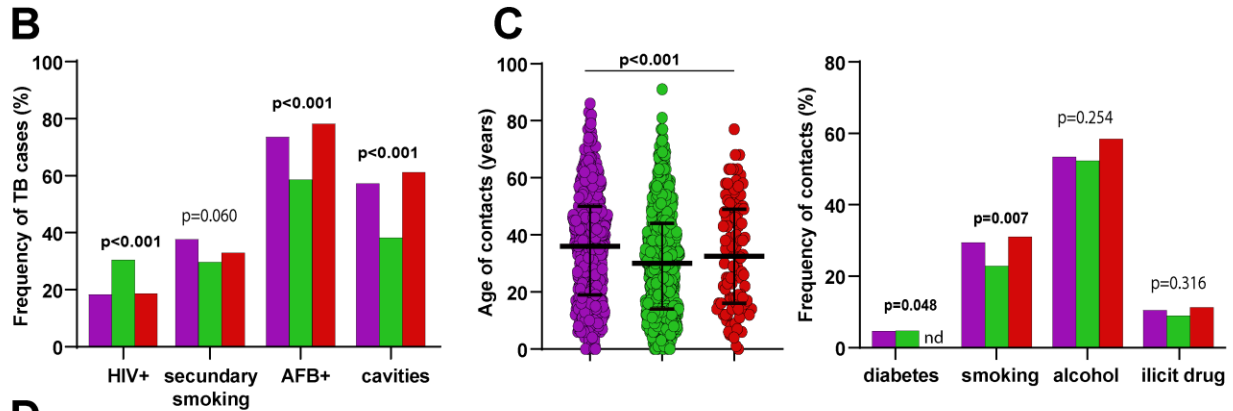 B
Frequency of TB cases (%)
100
80
60
40
20
0
p<0.001
p=0.060
p<0.001
p<0.001
HIV+
secundary
smoking
AFB+
cavities
C
Age of contacts (years)
100
80
60
40
20
0
p<0.001
Frequency of contacts (%)
80
60
40
20
0
p=0.048
nd
p=0.007
p=0.254
p=0.316
diabetes
smoking
alcohol
ilicit drug